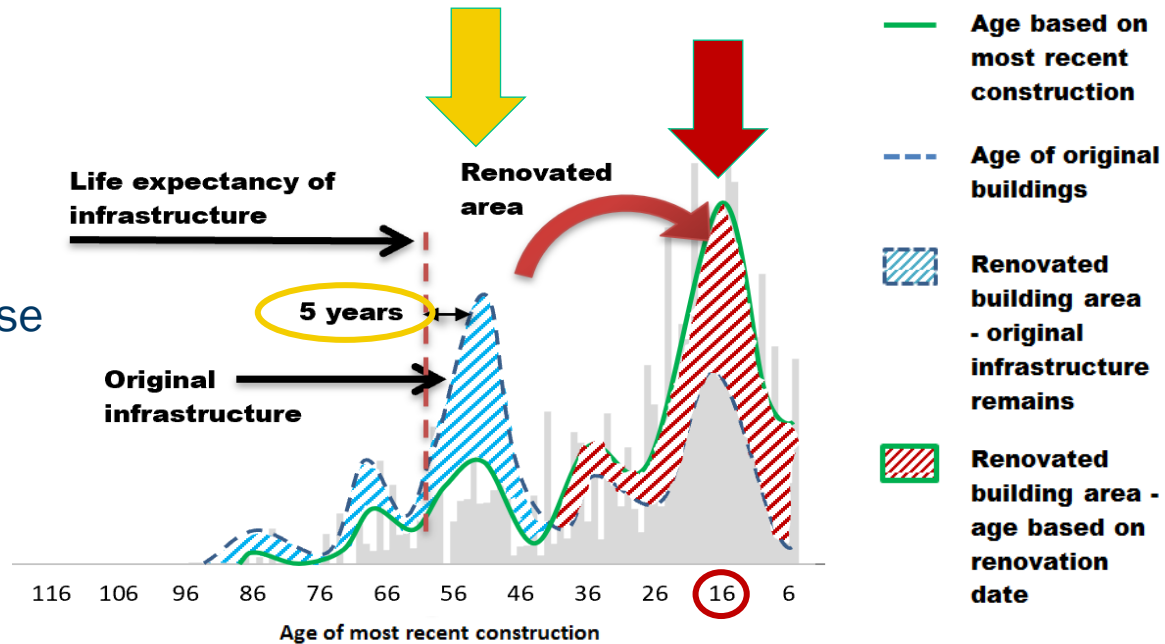 Life expectancy of
infrastructure
Renovated
area
5 years
se
Original
infrastructure
116 106 96 86 76 66 56 46 36 26 16 6
Age of most recent construction
Age based on
most recent
construction
Age of original
buildings
Renovated
building area
- original
infrastructure
remains
Renovated
building area -
age based on
renovation
date